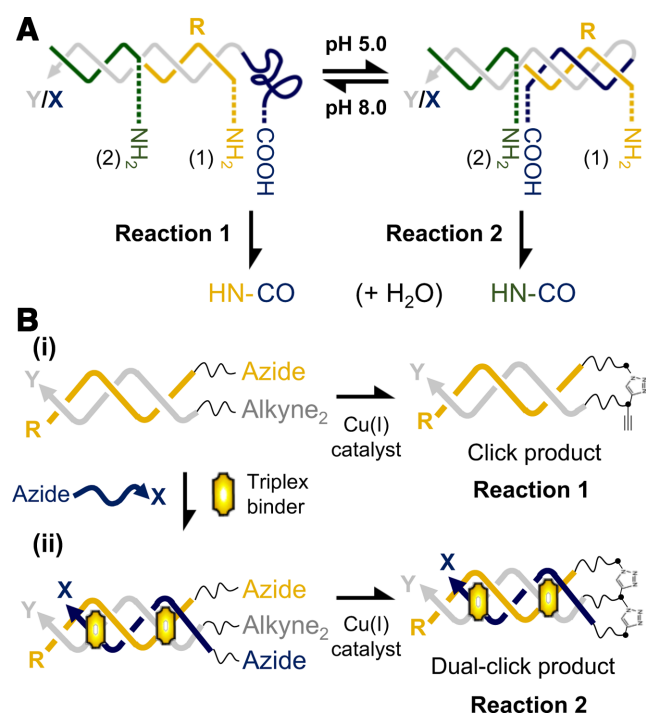 A
R
pH 5.0
pH 8.0
R
Y/X
Y/X
(2)
NH2
(1)
NH2
COOH
(2)
NH2
COOH
(1)
NH2
Reaction 1
Reaction 2
HN-CO
(+ H2O)
HN-CO
B
(i)
Y
R
Azide
Alkyne2
Cu(I)
catalyst
Y
R
N
N=N
Click product
Reaction 1
Azide
X
Triplex
binder
(ii)
X
Y
R
Azide
Alkyne2
Azide
Cu(I)
catalyst
X
Y
R
N
N=N
N
N=N
Dual-click product
Reaction 2